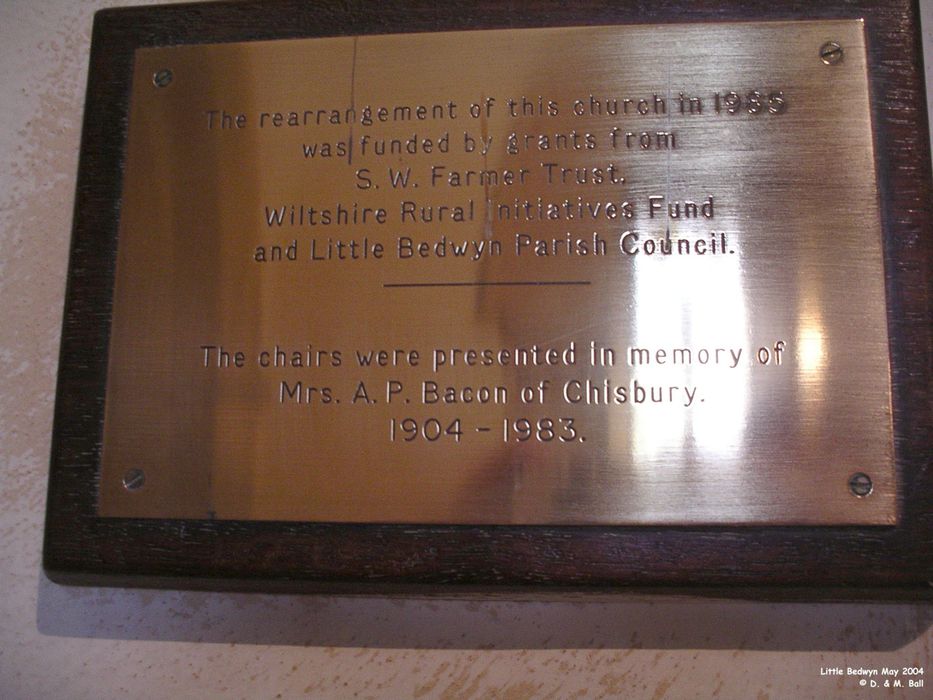 The rearrangement of this church in 1985
was funded by grants from
S. W. Farmer Trust.
Wiltshire Rural Initiatives Fund
and Little Bedwyn Parish Council.
The chairs were presented in memory of
Mrs. A. P. Bacon of Chisbury.
1904 - 1983.
Little Bedwyn May 2004
© D. & M. Ball